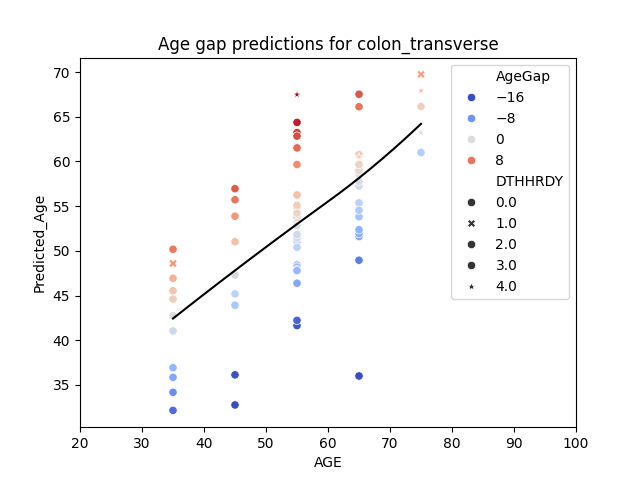 Age gap predictions for colon_transverse
Predicted_Age
70
65
60
55
50
45
40
35
20 30 40 50 60 70 80 90 100
AGE
AgeGap
−16
−8
0
8
DTHHRDY
0.0
1.0
2.0
3.0
4.0